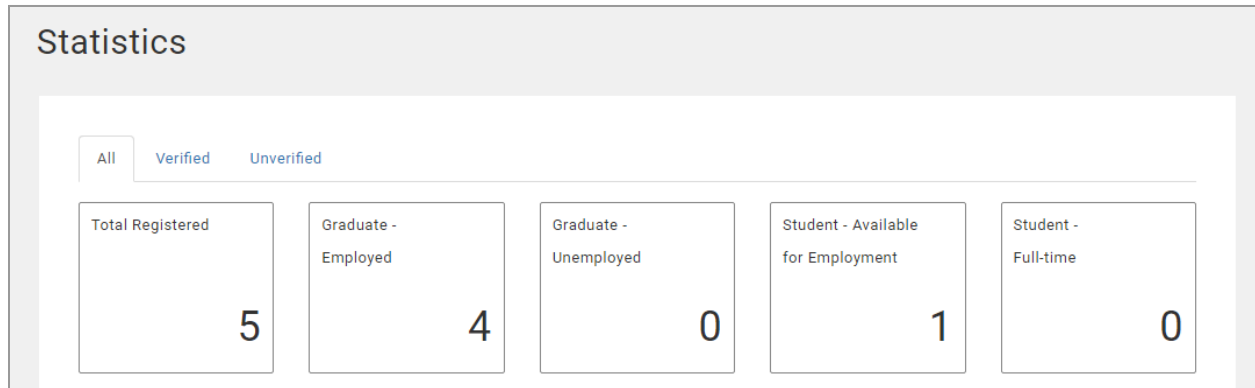 Statistics
All Verified Unverified
Total Registered
5
Graduate -
Employed
4
Graduate -
Unemployed
0
Student - Available
for Employment
1
Student -
Full-time
0